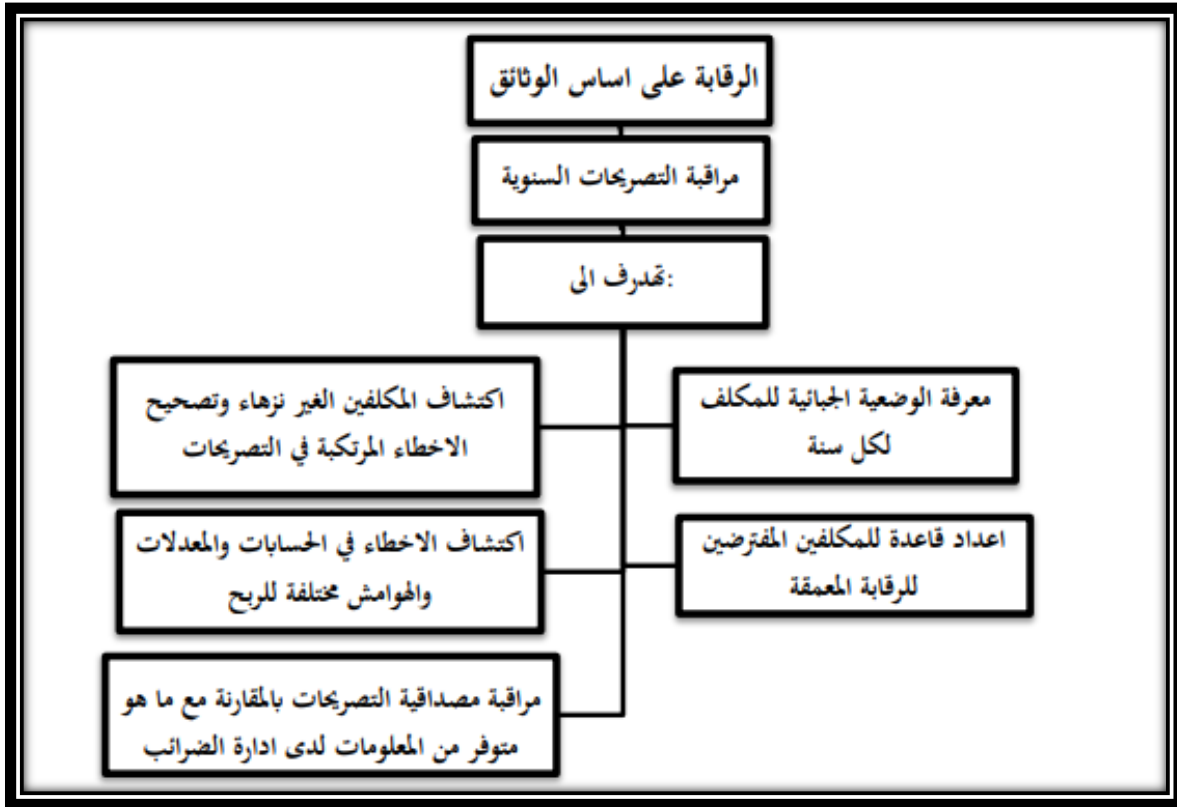 الرقابة على اساس الوثائق
مراقبة التصريحات السنوية
تهدرف الى:
معرفة الوضعية الجبائية للمكلف
لكل سنة
اكتشاف المكلفين الغير نزهاء وتصحيح
الاخطاء المرتكبة في التصريحات
اعداد قاعدة للمكلفين المفترضين
للرقابة المعمقة
اكتشاف الاخطاء في الحسابات والمعدلات
والهوامش مختلفة للربح
مراقبة مصداقية التصريحات بالمقارنة مع ما هو
متوفر من المعلومات لدى ادارة الضرائب